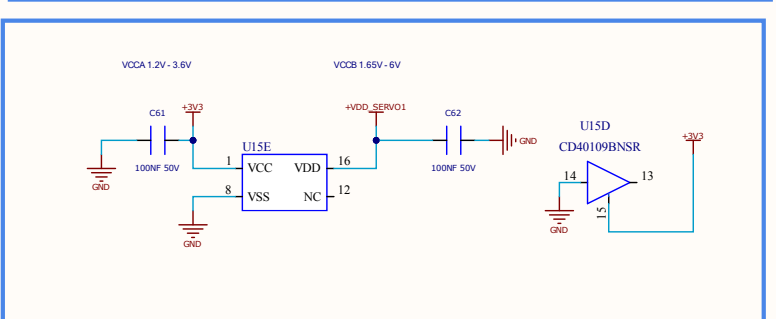 VCCA 1.2V - 3.6V
VCCB 1.65V - 6V
C61
+3V3
100NF 50V
GND
+VDD_SERVO1
C62
GND
100NF 50V
U15E
1 VCC VDD 16
8 VSS NC 12
GND
U15D
CD40109BNSR
+3V3
14 13
15
GND